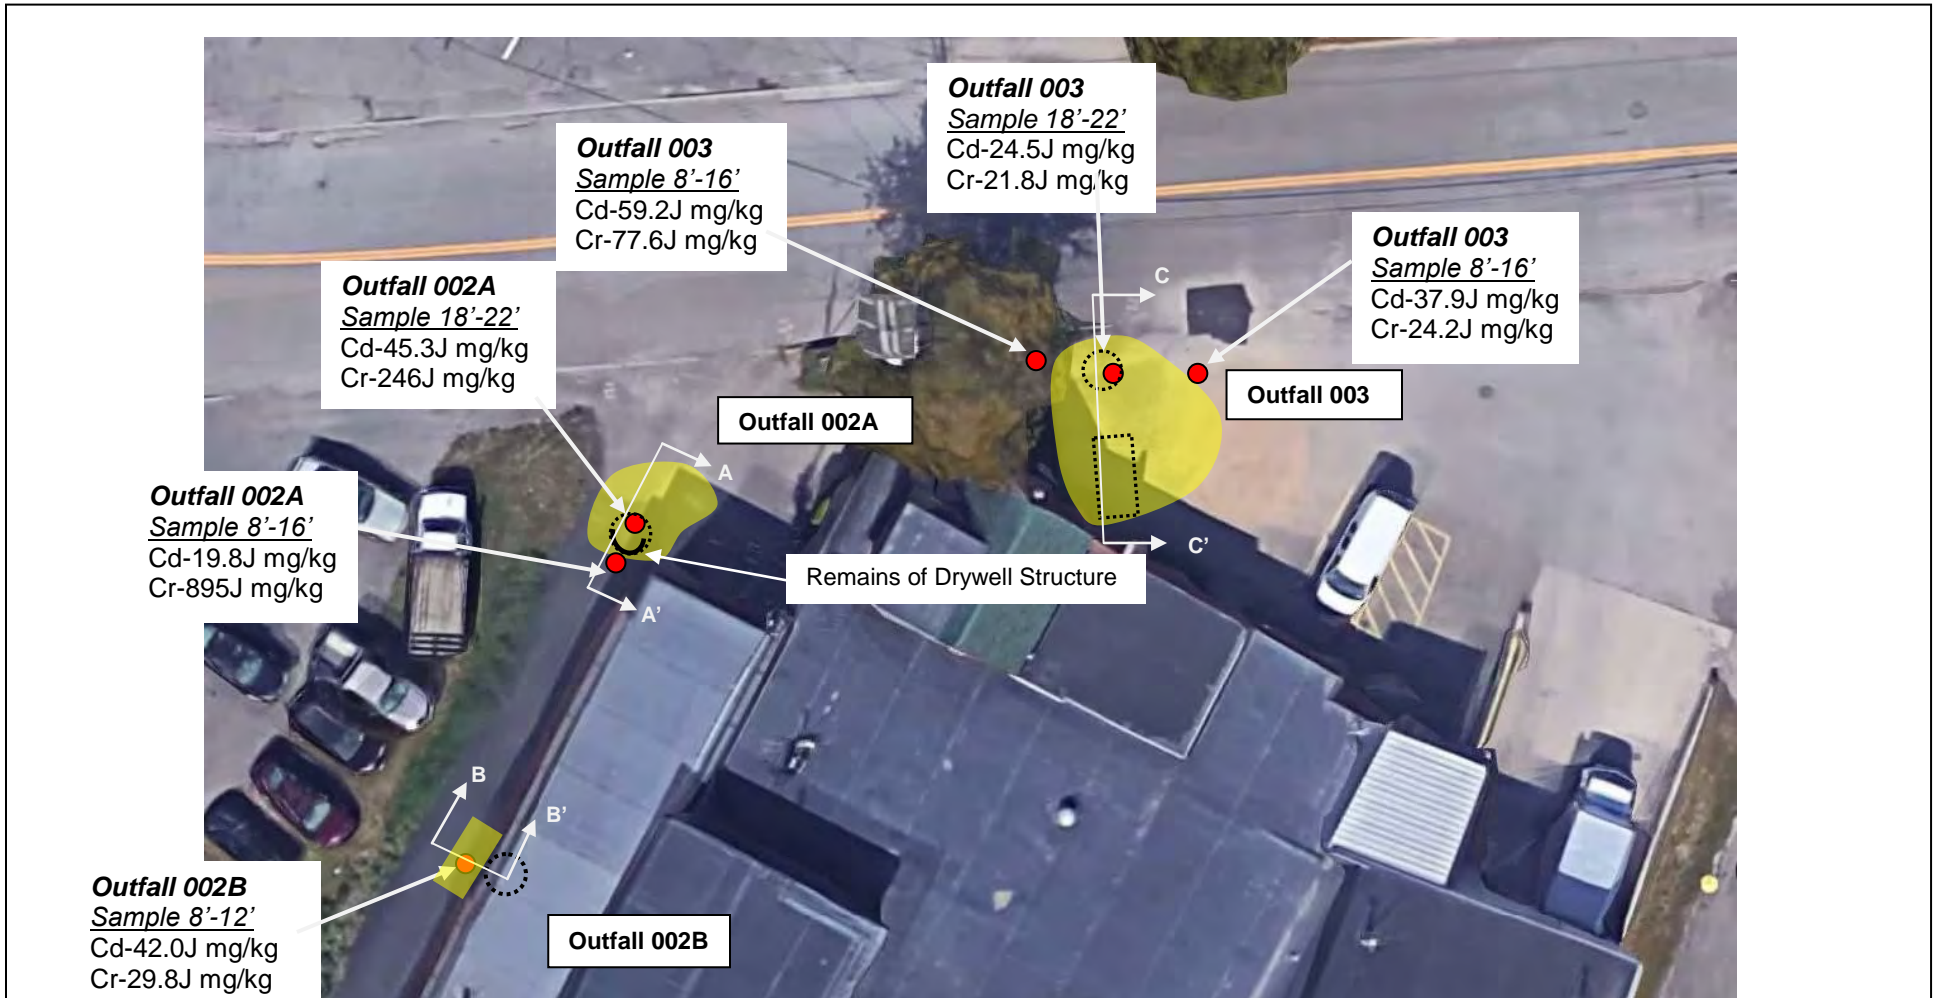 Outfall 003
Sample 18'-22'
Cd-24.5J mg/kg
Cr-21.8J mg/kg
Outfall 003
Sample 8'-16'
Cd-59.2J mg/kg
Cr-77.6J mg/kg
Outfall 003
Sample 8'-16'
Cd-37.9J mg/kg
Cr-24.2J mg/kg
Outfall 002A
Sample 18'-22'
Cd-45.3J mg/kg
Cr-246J mg/kg
C
Outfall 003
Outfall 002A
A
Outfall 002A
Sample 8'-16'
Cd-19.8J mg/kg
Cr-895J mg/kg
C'
Remains of Drywell Structure
A'
B
B'
Outfall 002B
Sample 8'-12'
Cd-42.0J mg/kg
Cr-29.8J mg/kg
Outfall 002B